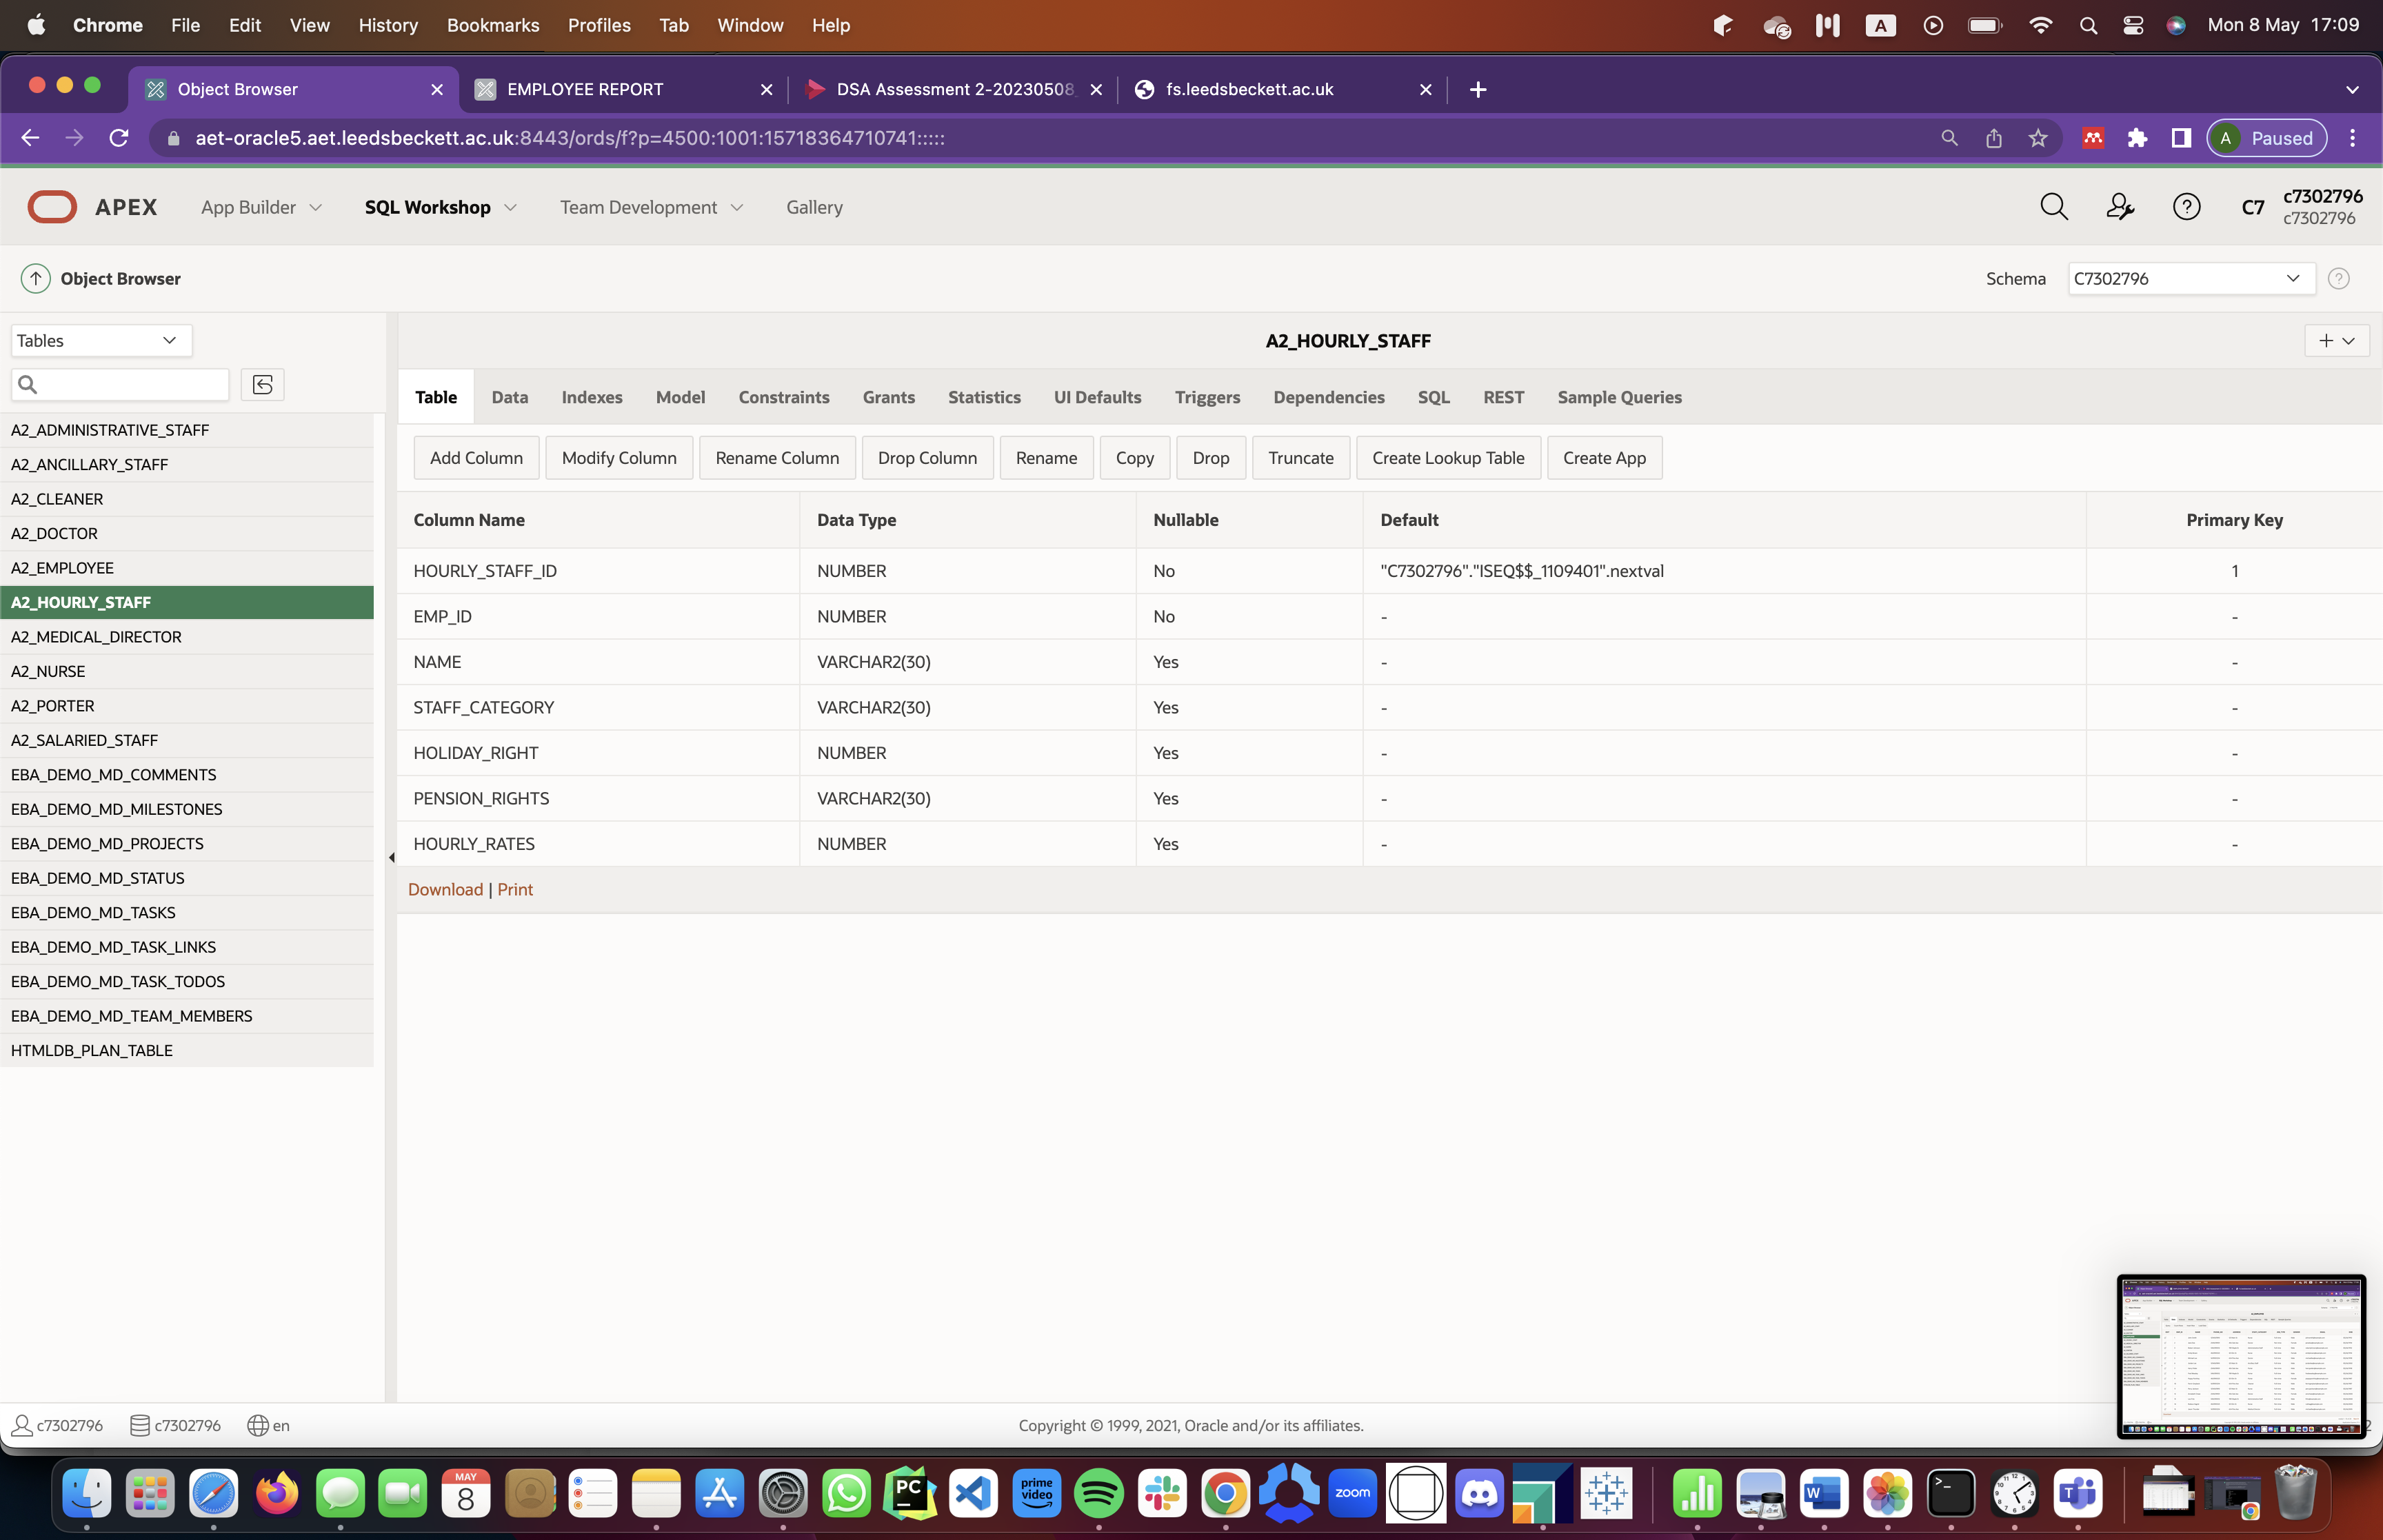 Chrome File Edit View History Bookmarks Profiles Tab Window Help A Mon 8 May 17:09
Object Browser EMPLOYEE REPORT DSA Assessment 2-20230508_ fs.leedsbeckett.ac.uk
aet-oracle5.aet.leedsbeckett.ac.uk:8443/ords/f?p=4500:1001:15718364710741::::: A Paused
APEX App Builder SQL Workshop Team Development Gallery ? C7 c7302796
c7302796
Object Browser Schema C7302796 ?
Tables A2_HOURLY_STAFF +
Table Data Indexes Model Constraints Grants Statistics UI Defaults Triggers Dependencies SQL REST Sample Queries
Add Column Modify Column Rename Column Drop Column Rename Copy Drop Truncate Create Lookup Table Create App
Column Name Data Type Nullable Default Primary Key
HOURLY_STAFF_ID NUMBER No "C7302796"."ISEQ$$_1109401".nextval 1
EMP_ID NUMBER No - -
NAME VARCHAR2(30) Yes - -
STAFF_CATEGORY VARCHAR2(30) Yes - -
HOLIDAY_RIGHT NUMBER Yes - -
PENSION_RIGHTS VARCHAR2(30) Yes - -
HOURLY_RATES NUMBER Yes - -
Download | Print
A2_ADMINISTRATIVE_STAFF
A2_ANCILLARY_STAFF
A2_CLEANER
A2_DOCTOR
A2_EMPLOYEE
A2_HOURLY_STAFF
A2_MEDICAL_DIRECTOR
A2_NURSE
A2_PORTER
A2_SALARIED_STAFF
EBA_DEMO_MD_COMMENTS
EBA_DEMO_MD_MILESTONES
EBA_DEMO_MD_PROJECTS
EBA_DEMO_MD_STATUS
EBA_DEMO_MD_TASKS
EBA_DEMO_MD_TASK_LINKS
EBA_DEMO_MD_TASK_TODOS
EBA_DEMO_MD_TEAM_MEMBERS
HTMLDB_PLAN_TABLE
c7302796 c7302796 en Copyright © 1999, 2021, Oracle and/or its affiliates. 2
MAY
8
PC
prime video
zoom
W
T